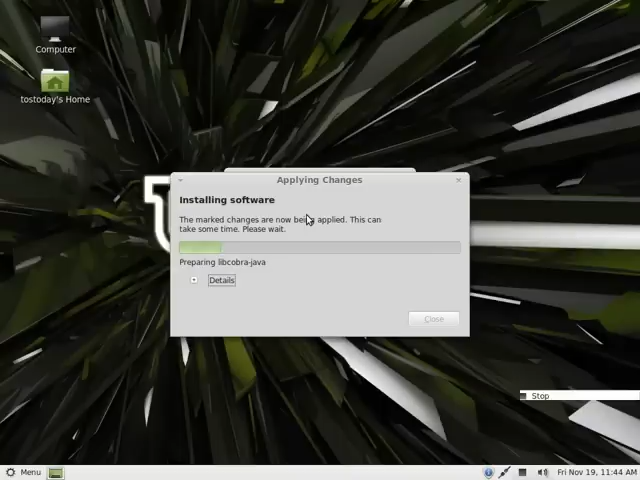 Computer
tostoday's Home
Applying Changes
Installing software
The marked changes are now being applied. This can
take some time. Please wait.
Preparing libcobra-java
Details
Close
Stop
Menu
Fri Nov 19, 11:44 AM